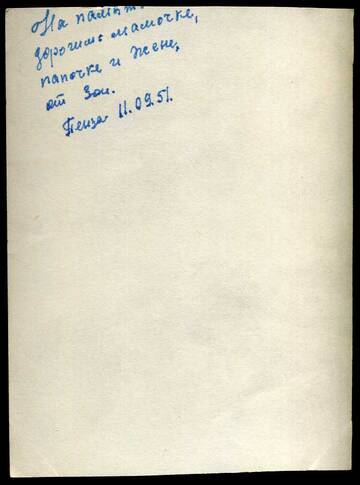 На памят
дорогим: мамочке,
папочке и Жене,
от Зои.
Пенза 11.09.51.